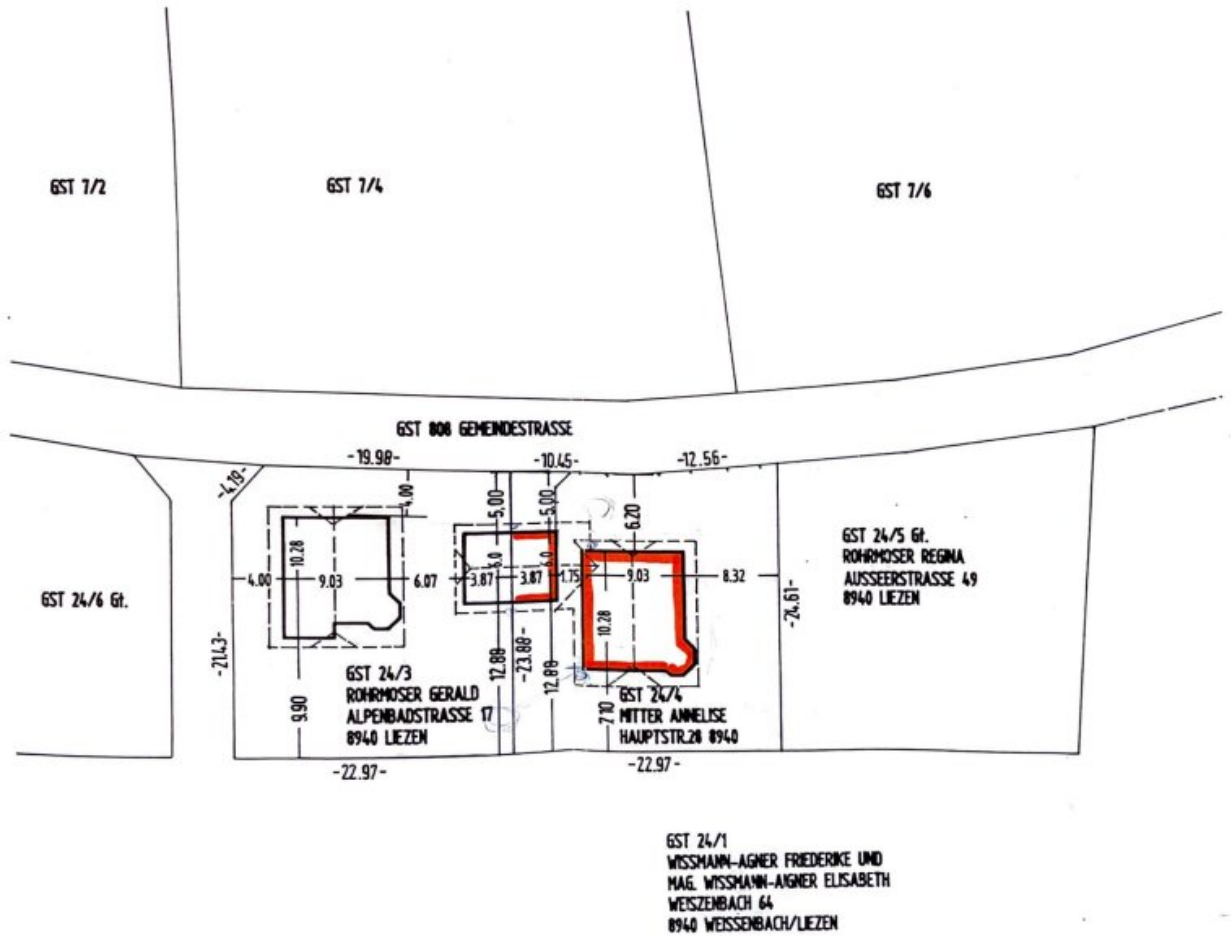 GST 7/2
GST 7/4
GST 7/6
GST 808 GEMEINDESTRASSE
-19.98-
-10.45-
-12.56-
-4.19-
4.00
5,00
5,00
6.20
10.28
6.0
6.0
4.00
9.03
6.07
3.87
3.87
1.75
9.03
8.32
10.28
GST 24/6 Gt.
-21.43-
9.90
12.88
-23.88-
12.88
7.10
-24.61-
GST 24/3
ROHRMOSER GERALD
ALPENBADSTRASSE 17
8940 LIEZEN
GST 24/4
MITTER ANNELISE
HAUPTSTR.28 8940
GST 24/5 Gt.
ROHRMOSER REGINA
AUSSEERSTRASSE 49
8940 LIEZEN
-22.97-
-22.97-
GST 24/1
WISSMANN-AGNER FRIEDERIKE UND
MAG. WISSMANN-AIGNER ELISABETH
WEISZENBACH 64
8940 WEISSENBACH/LIEZEN